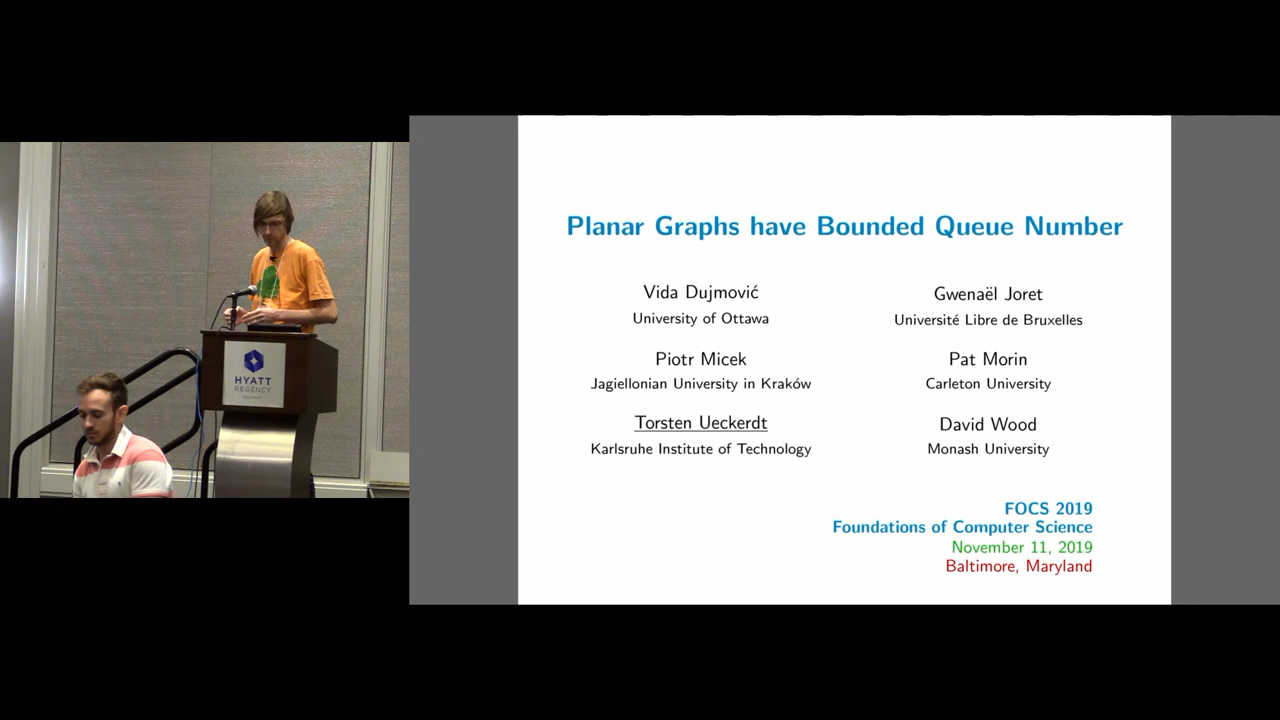 HYATT
REGENCY
Planar Graphs have Bounded Queue Number
Vida Dujmović
University of Ottawa
Gwenaël Joret
Université Libre de Bruxelles
Piotr Micek
Jagiellonian University in Kraków
Pat Morin
Carleton University
Torsten Ueckerdt
Karlsruhe Institute of Technology
David Wood
Monash University
FOCS 2019
Foundations of Computer Science
November 11, 2019
Baltimore, Maryland